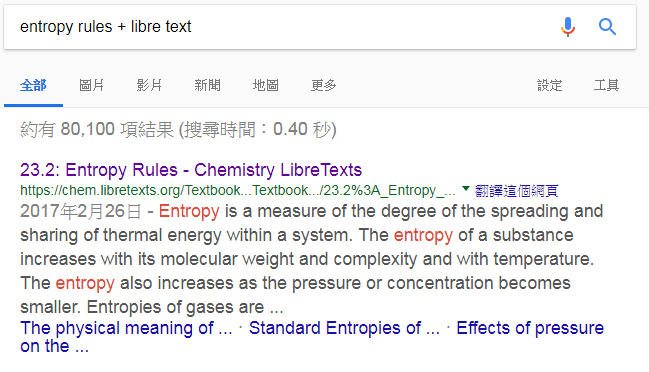 entropy rules + libre text
全部 圖片 影片 新聞 地圖 更多 設定 工具
約有 80,100 項結果 (搜尋時間：0.40 秒)
23.2: Entropy Rules - Chemistry LibreTexts
https://chem.libretexts.org/Textbook...Textbook.../23.2%3A_Entropy_... 翻譯這個網頁
2017年2月26日 - Entropy is a measure of the degree of the spreading and
sharing of thermal energy within a system. The entropy of a substance
increases with its molecular weight and complexity and with temperature.
The entropy also increases as the pressure or concentration becomes
smaller. Entropies of gases are ...
The physical meaning of ... · Standard Entropies of ... · Effects of pressure
on the ...